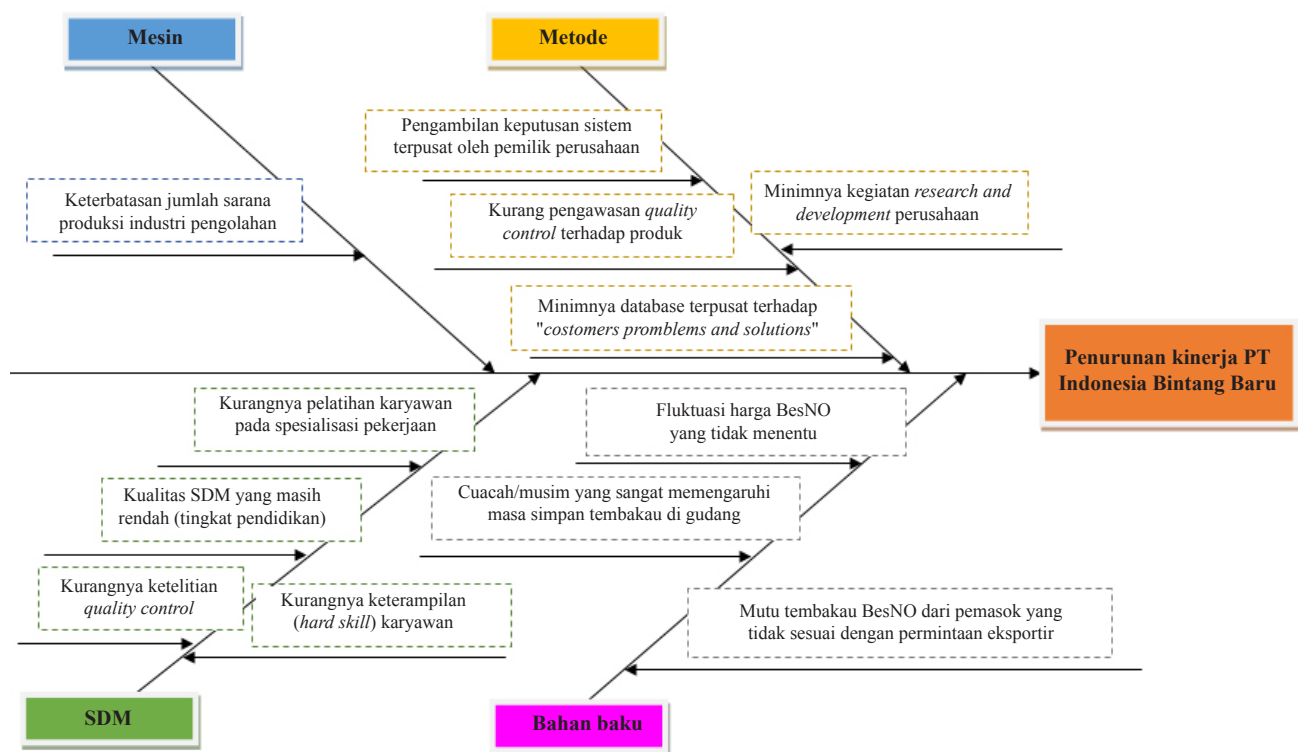 Mesin
Metode
Pengambilan keputusan sistem
terpusat oleh pemilik perusahaan
Keterbatasan jumlah sarana
produksi industri pengolahan
Minimnya kegiatan research and
development perusahaan
Kurang pengawasan quality
control terhadap produk
Minimnya database terpusat terhadap
"costomers promblems and solutions"
Penurunan kinerja PT
Indonesia Bintang Baru
Kurangnya pelatihan karyawan
pada spesialisasi pekerjaan
Fluktuasi harga BesNO
yang tidak menentu
Kualitas SDM yang masih
rendah (tingkat pendidikan)
Cuacah/musim yang sangat memengaruhi
masa simpan tembakau di gudang
Kurangnya ketelitian
quality control
Kurangnya keterampilan
(hard skill) karyawan
Mutu tembakau BesNO dari pemasok yang
tidak sesuai dengan permintaan eksportir
SDM
Bahan baku